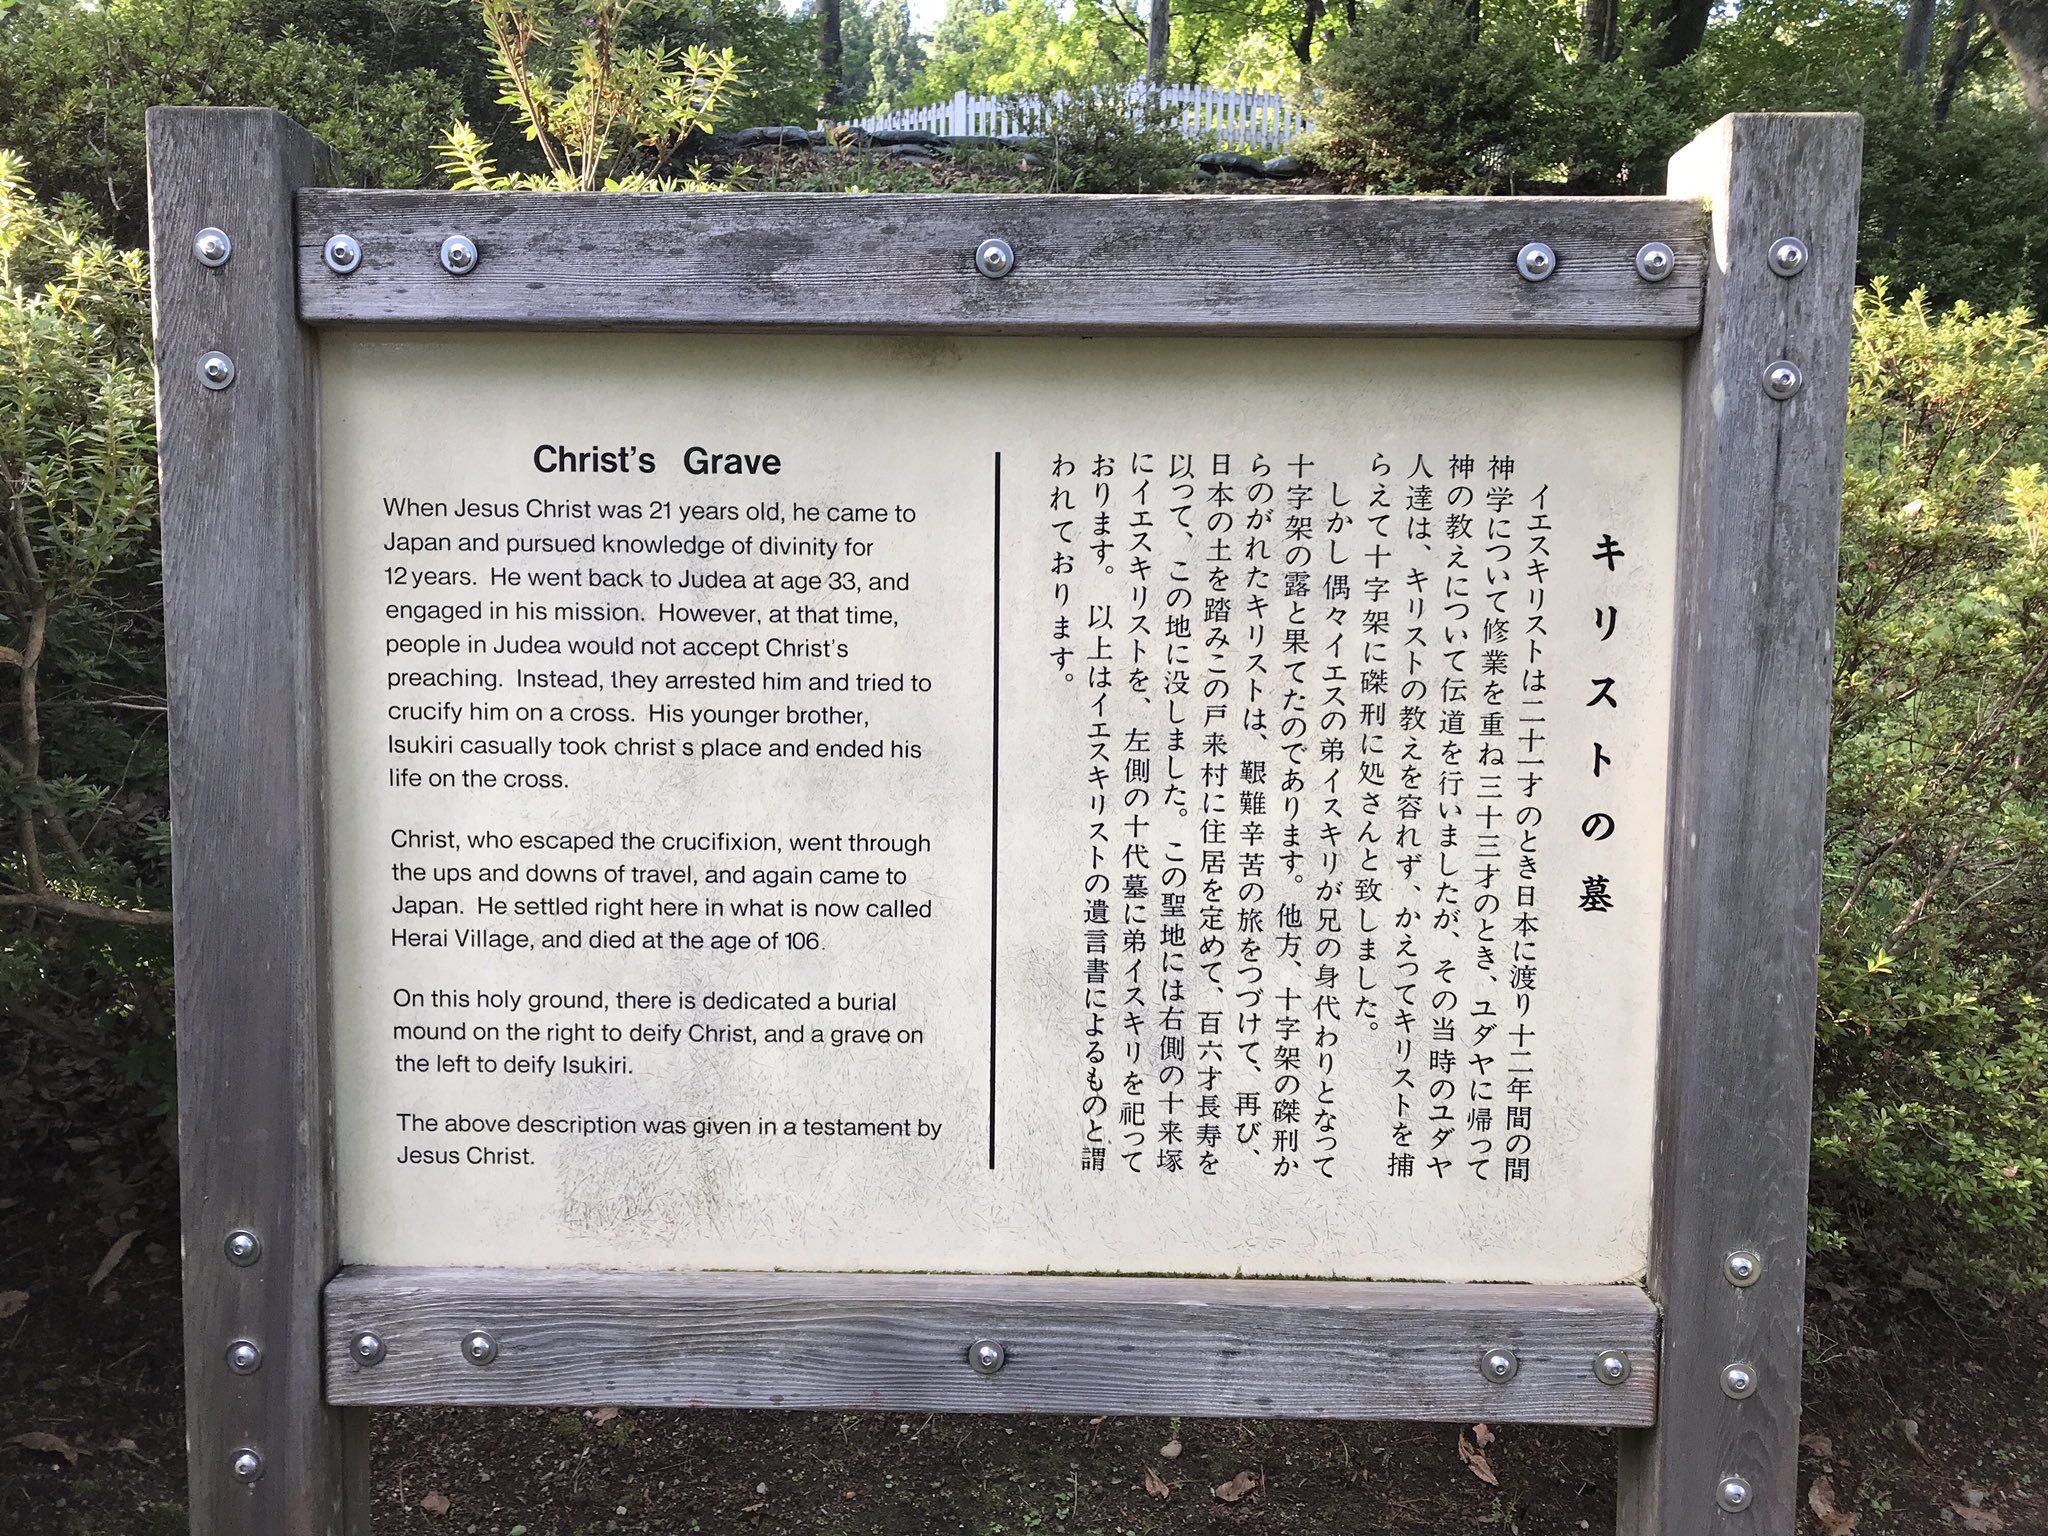 Christ's Grave
When Jesus Christ was 21 years old, he came to
Japan and pursued knowledge of divinity for
12 years. He went back to Judea at age 33, and
engaged in his mission. However, at that time,
people in Judea would not accept Christ's
preaching. Instead, they arrested him and tried to
crucify him on a cross. His younger brother,
Isukiri casually took christ's place and ended his
life on the cross.
Christ, who escaped the crucifixion, went through
the ups and downs of travel, and again came to
Japan. He settled right here in what is now called
Herai Village, and died at the age of 106.
On this holy ground, there is dedicated a burial
mound on the right to deify Christ, and a grave on
the left to deify Isukiri.
The above description was given in a testament by
Jesus Christ.
キリストの墓
イエスキリストは二十一才のとき日本に渡り十二年間の間
神学について修業を重ね三十三才のとき、ユダヤに帰って
神の教えについて伝道を行いましたが、その当時のユダヤ
人達は、キリストの教えを容れず、かえってキリストを捕
らえて十字架に磔刑に処さんと致しました。
しかし偶々イエスの弟イスキリが兄の身代わりとなって
十字架の露と果てたのであります。他方、十字架の磔刑か
らのがれたキリストは、艱難辛苦の旅をつづけて、再び、
日本の土を踏みこの戸来村に住居を定めて、百六才長寿を
以って、この地に没しました。この聖地には右側の十来塚
にイエスキリストを、左側の十代墓に弟イスキリを祀って
おります。以上はイエスキリストの遺言書によるものと謂
われております。